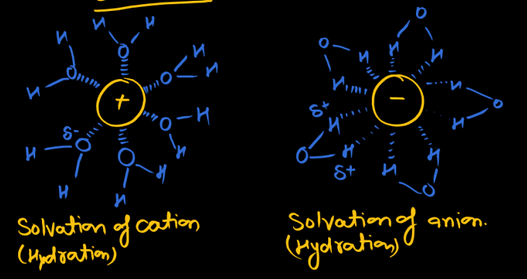 H H H H
O
H O O H H
+
H
δ- O O H
H O H
H H H
Solvation of cation
(Hydration)
O
O H H H
H H
- O
δ+ H H
O H H
δ+ H
O
Solvation of anion.
(Hydration)